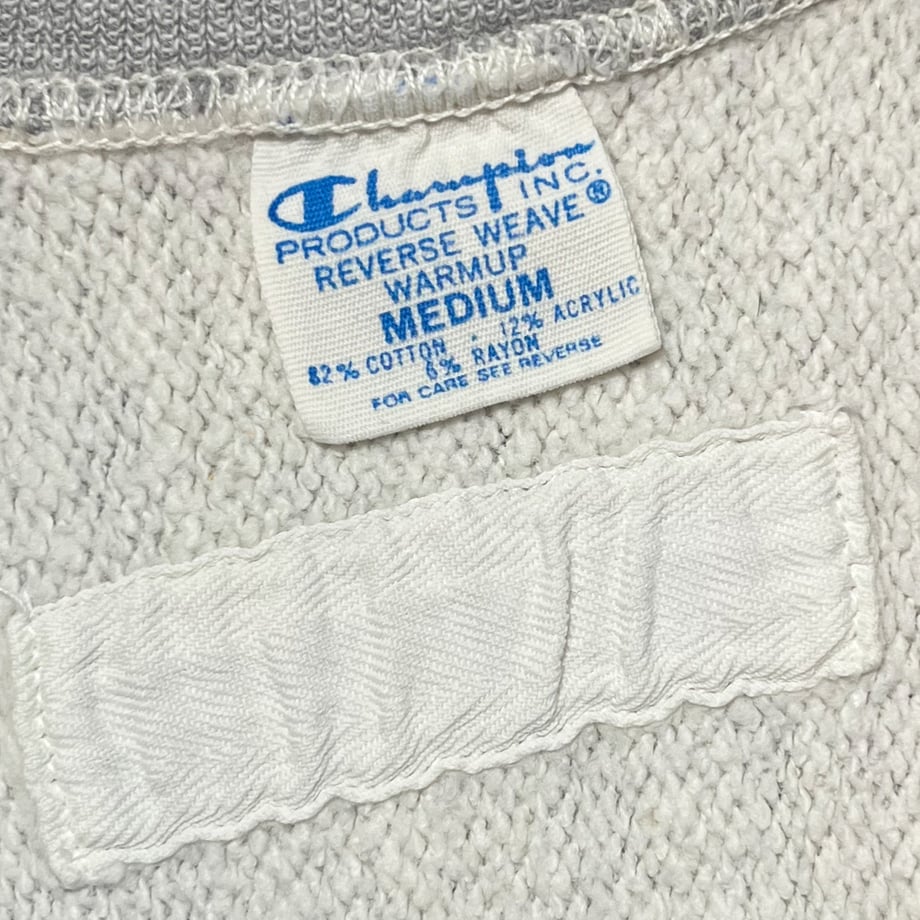 Champion
PRODUCTS INC.
REVERSE WEAVE®
WARMUP
MEDIUM
82% COTTON . 12% ACRYLIC
6% RAYON
FOR CARE SEE REVERSE